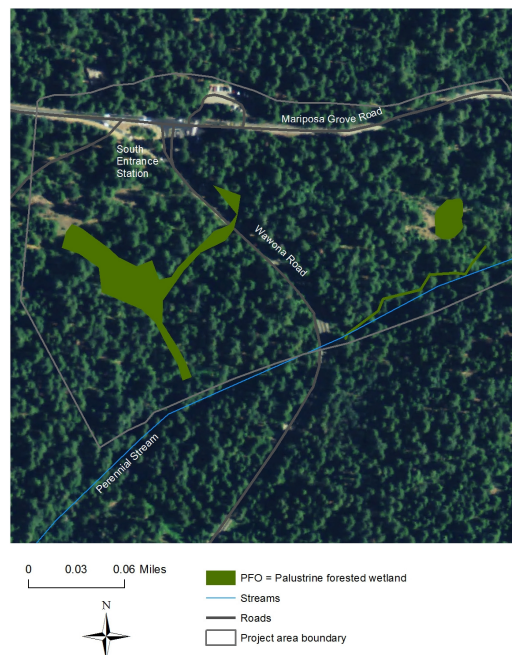 Mariposa Grove Road
South
Entrance
Station
Wawona Road
Perennial Stream
0 0.03 0.06 Miles
N
PFO = Palustrine forested wetland
Streams
Roads
Project area boundary